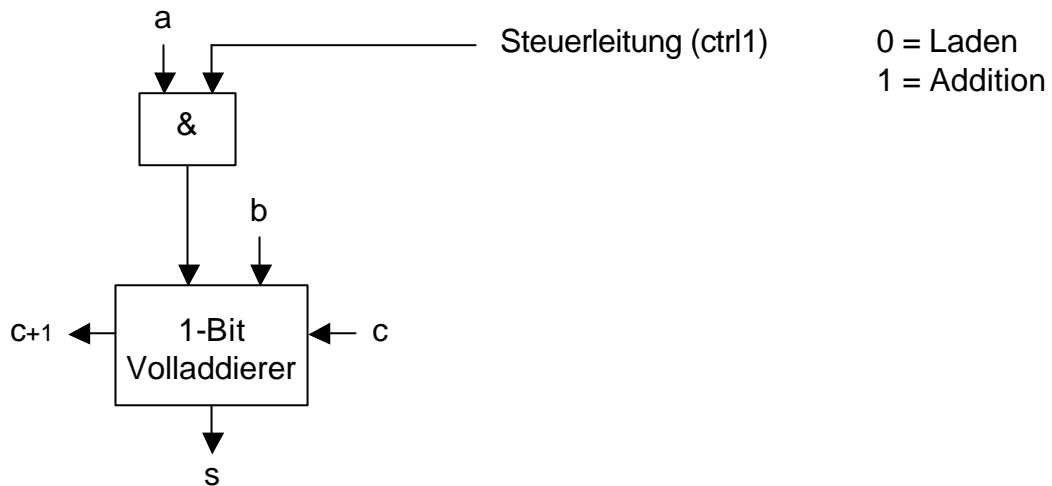 a
Steuerleitung (ctrl1)
0 = Laden
1 = Addition
&
b
c+1
1-Bit
Volladdierer
c
s